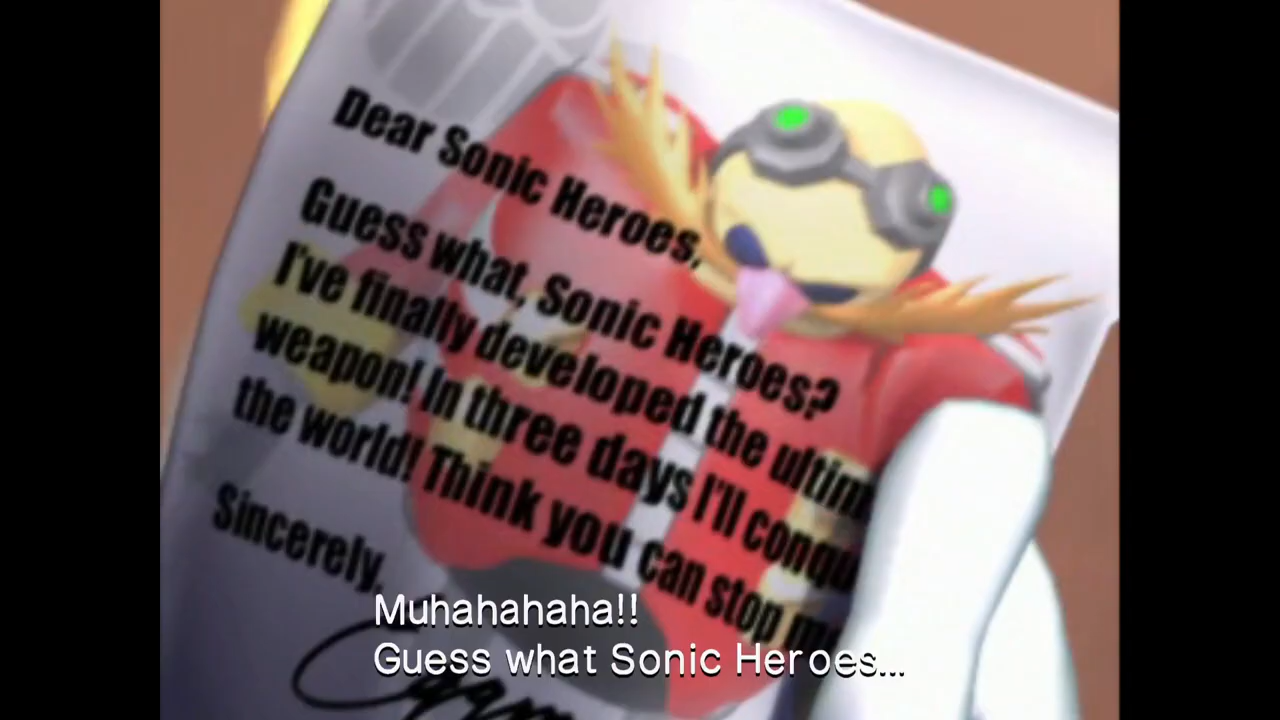 Dear Sonic Heroes,
Guess what, Sonic Heroes?
I've finally developed the ultim
weapon! In three days I'll conqu
the world! Think you can stop m
Sincerely,
Muhahahaha!!
Guess what Sonic Heroes...